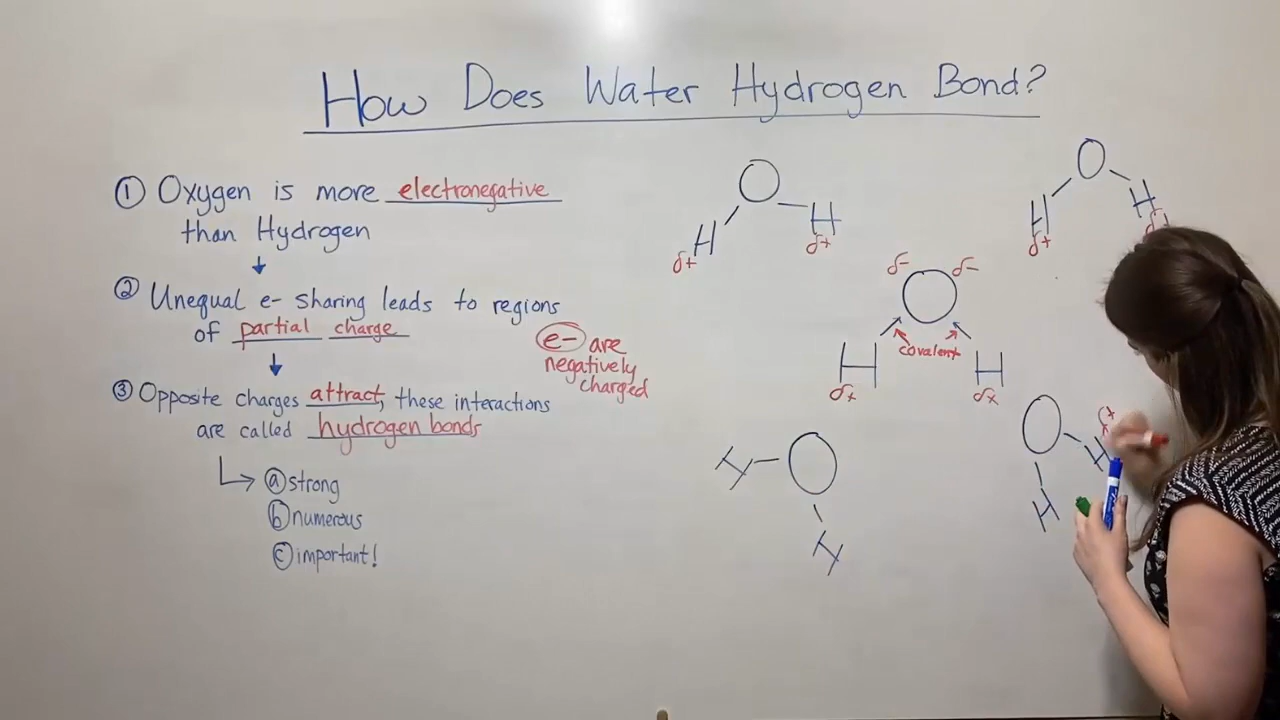 How Does Water Hydrogen Bond?
① Oxygen is more electronegative
than Hydrogen
② Unequal e- sharing leads to regions
of partial charge
e- are
negatively
charged
③ Opposite charges attract, these interactions
are called hydrogen bonds
ⓐ strong
ⓑ numerous
ⓒ important!
O
H
H
δ+
δ+
O
H
H
δ+
δ+
δ- δ-
O
covalent
H
H
δ+
δ+
H O
H
O
δ+
H
H